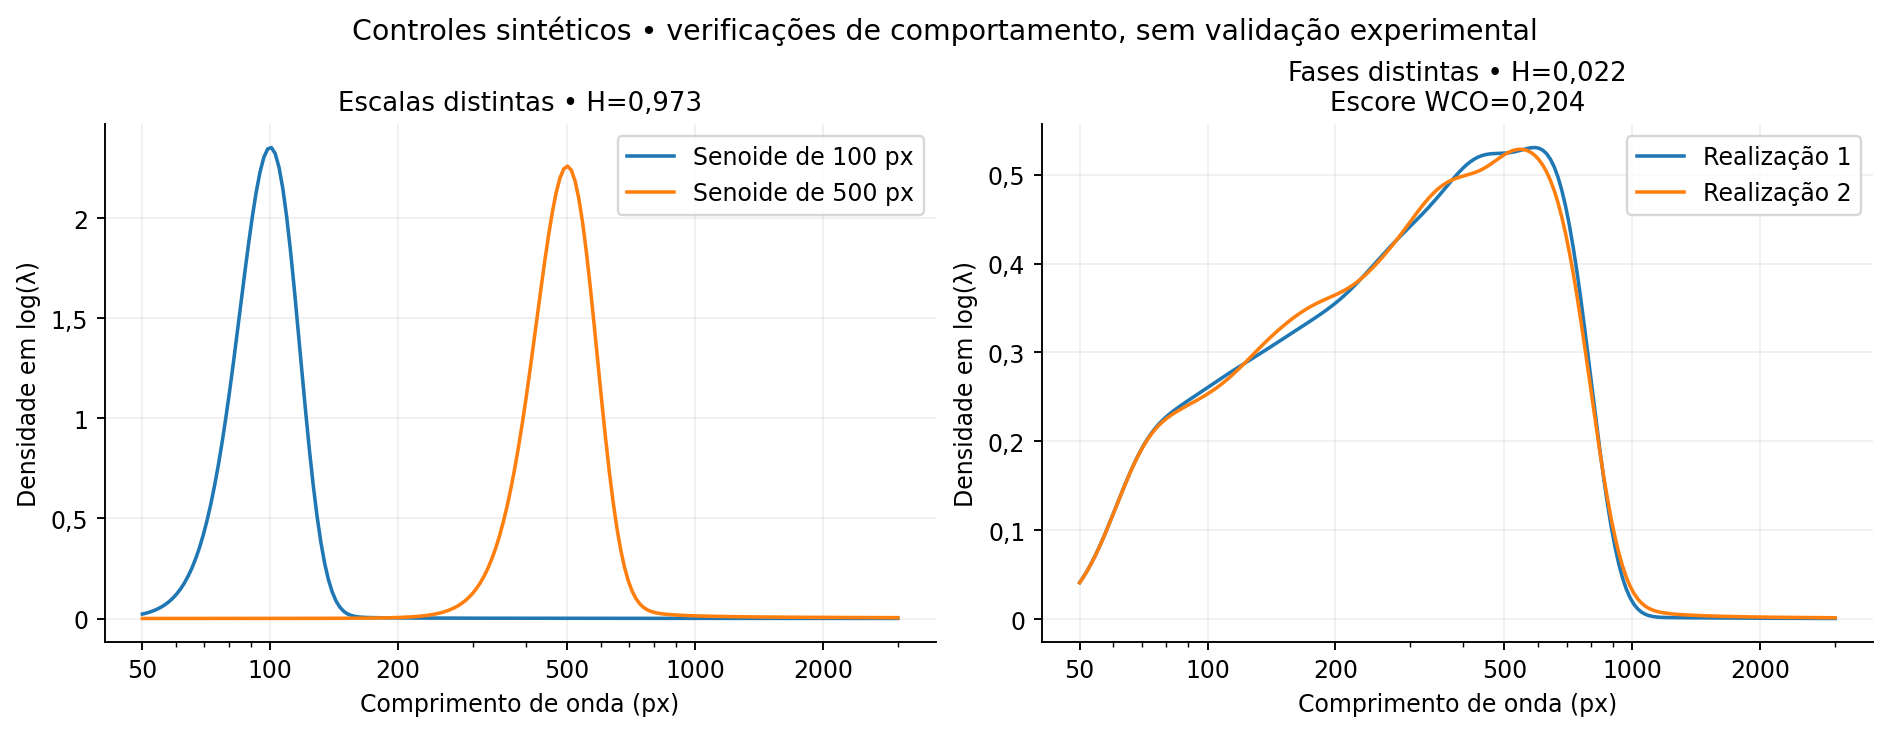 Controles sintéticos • verificações de comportamento, sem validação experimental
Escalas distintas • H=0,973
Densidade em log(λ)
2
1,5
1
0,5
0
Senoide de 100 px
Senoide de 500 px
50
100
200
500
1000
2000
Comprimento de onda (px)
Fases distintas • H=0,022
Escore WCO=0,204
Densidade em log(λ)
0,5
0,4
0,3
0,2
0,1
0
Realização 1
Realização 2
50
100
200
500
1000
2000
Comprimento de onda (px)